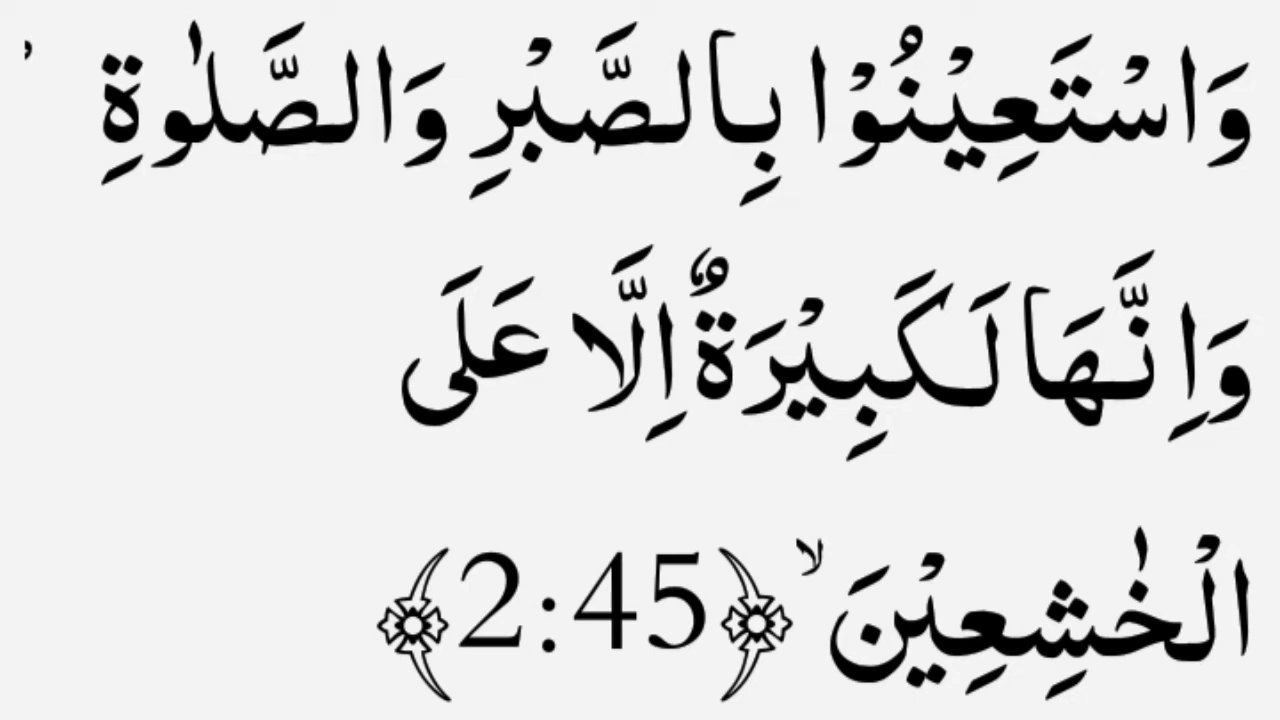 وَاسْتَعِيْنُوْا بِالصَّبْرِ وَالصَّلٰوةِ ؕ
وَاِنَّهَا لَكَبِيْرَةٌ اِلَّا عَلَى
الْخٰشِعِيْنَ ۙ ﴿2:45﴾